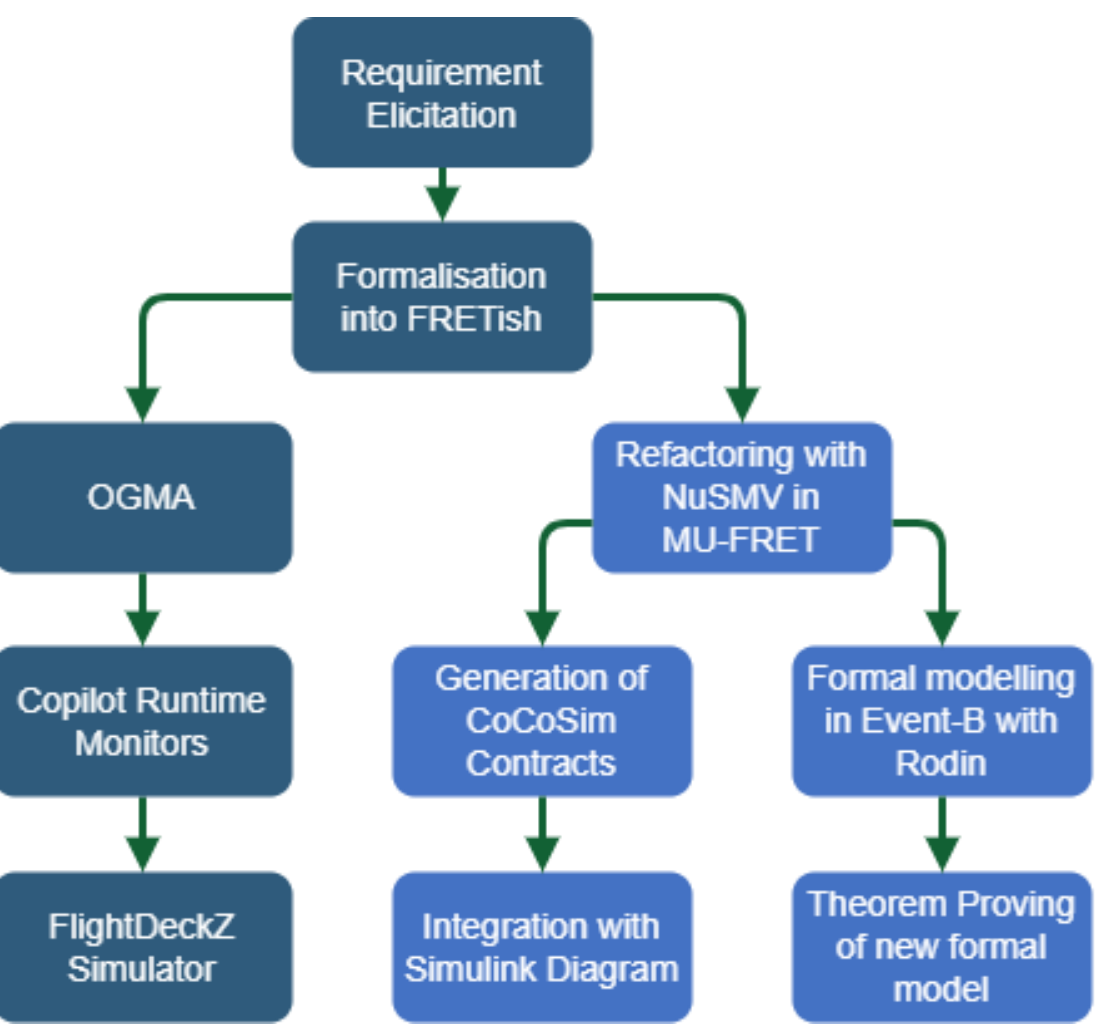 Requirement
Elicitation
Formalisation
into FRETish
OGMA
Refactoring with
NuSMV in
MU-FRET
Copilot Runtime
Monitors
Generation of
CoCoSim
Contracts
Formal modelling
in Event-B with
Rodin
FlightDeckZ
Simulator
Integration with
Simulink Diagram
Theorem Proving
of new formal
model